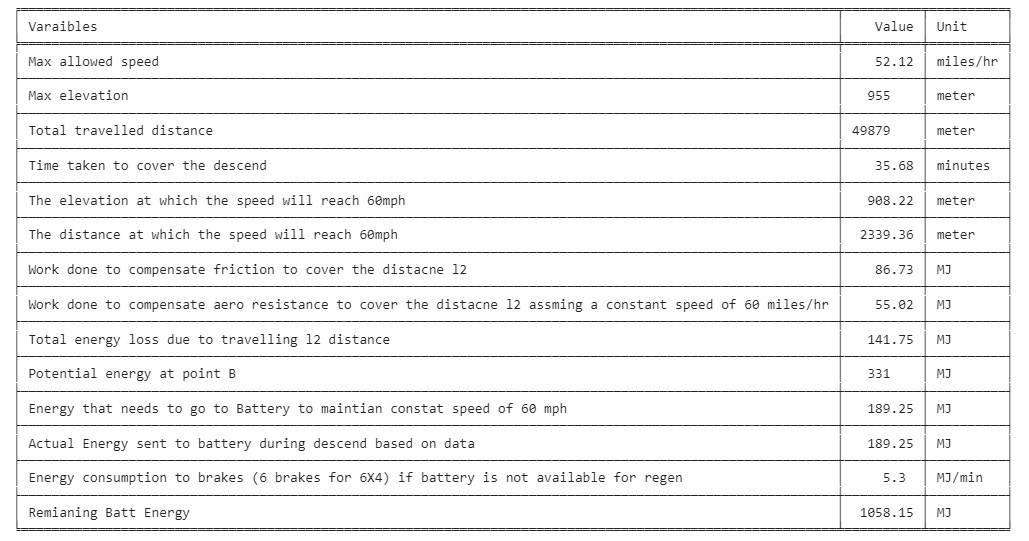 Varaibles Value Unit
Max allowed speed 52.12 miles/hr
Max elevation 955 meter
Total travelled distance 49879 meter
Time taken to cover the descend 35.68 minutes
The elevation at which the speed will reach 60mph 908.22 meter
The distance at which the speed will reach 60mph 2339.36 meter
Work done to compensate friction to cover the distacne l2 86.73 MJ
Work done to compensate aero resistance to cover the distacne l2 assming a constant speed of 60 miles/hr 55.02 MJ
Total energy loss due to travelling l2 distance 141.75 MJ
Potential energy at point B 331 MJ
Energy that needs to go to Battery to maintian constat speed of 60 mph 189.25 MJ
Actual Energy sent to battery during descend based on data 189.25 MJ
Energy consumption to brakes (6 brakes for 6X4) if battery is not available for regen 5.3 MJ/min
Remianing Batt Energy 1058.15 MJ